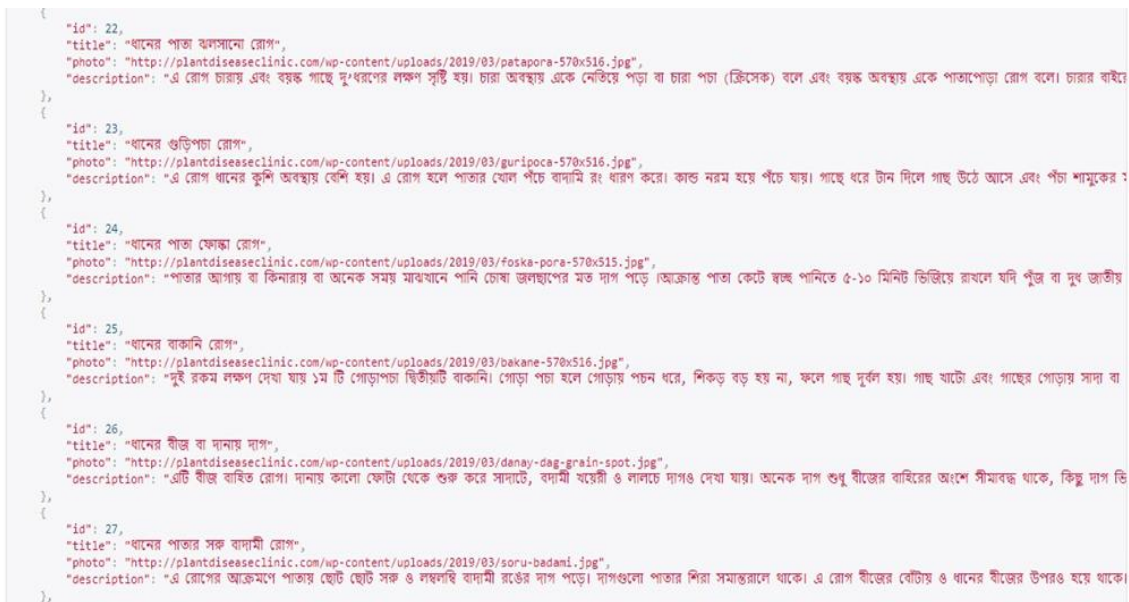 {
"id": 22,
"title": "ধানের পাতা ঝলসানো রোগ",
"photo": "http://plantdiseaseclinic.com/wp-content/uploads/2019/03/patapora-570x516.jpg",
"description": "এ রোগ চারায় এবং বয়স্ক গাছে দু'ধরণের লক্ষণ সৃষ্টি হয়। চারা অবস্থায় একে নেতিয়ে পড়া বা চারা পচা (ক্রিসেক) বলে এবং বয়স্ক অবস্থায় একে পাতাপোড়া রোগ বলে। চারার বাইরে
},
{
"id": 23,
"title": "ধানের গুড়িপচা রোগ",
"photo": "http://plantdiseaseclinic.com/wp-content/uploads/2019/03/guripoca-570x516.jpg",
"description": "এ রোগ ধানের কুশি অবস্থায় বেশি হয়। এ রোগ হলে পাতার খোল পঁচে বাদামি রং ধারণ করে। কান্ড নরম হয়ে পঁচে যায়। গাছে ধরে টান দিলে গাছ উঠে আসে এবং পঁচা শামুকের
},
{
"id": 24,
"title": "ধানের পাতা ফোস্কা রোগ",
"photo": "http://plantdiseaseclinic.com/wp-content/uploads/2019/03/foska-pora-570x515.jpg",
"description": "পাতার আগায় বা কিনারায় বা অনেক সময় মাঝখানে পানি চোষা জলছাপের মত দাগ পড়ে ।আক্রান্ত পাতা কেটে স্বচ্ছ পানিতে ৫-১০ মিনিট ভিজিয়ে রাখলে যদি পুঁজ বা দুধ জাতীয়
},
{
"id": 25,
"title": "ধানের বাকানি রোগ",
"photo": "http://plantdiseaseclinic.com/wp-content/uploads/2019/03/bakane-570x516.jpg",
"description": "দুই রকম লক্ষণ দেখা যায় ১ম টি গোড়াপচা দ্বিতীয়টি বাকানি। গোড়া পচা হলে গোড়ায় পচন ধরে, শিকড় বড় হয় না, ফলে গাছ দূর্বল হয়। গাছ খাটো এবং গাছের গোড়ায় সাদা বা
},
{
"id": 26,
"title": "ধানের বীজ বা দানায় দাগ",
"photo": "http://plantdiseaseclinic.com/wp-content/uploads/2019/03/danay-dag-grain-spot.jpg",
"description": "এটি বীজ বাহিত রোগ। দানায় কালো ফোটা থেকে শুরু করে সাদাটে, বদামী খয়েরী ও লালচে দাগও দেখা যায়। অনেক দাগ শুধু বীজের বাহিরের অংশে সীমাবদ্ধ থাকে, কিছু দাগ ভি
},
{
"id": 27,
"title": "ধানের পাতার সরু বাদামী রোগ",
"photo": "http://plantdiseaseclinic.com/wp-content/uploads/2019/03/soru-badami.jpg",
"description": "এ রোগের আক্রমণে পাতায় ছোট ছোট সরু ও লম্বলম্বি বাদামী রঙের দাগ পড়ে। দাগগুলো পাতার শিরা সমান্তরালে থাকে। এ রোগ বীজের বোঁটায় ও ধানের বীজের উপরও হয়ে থাকে।
},